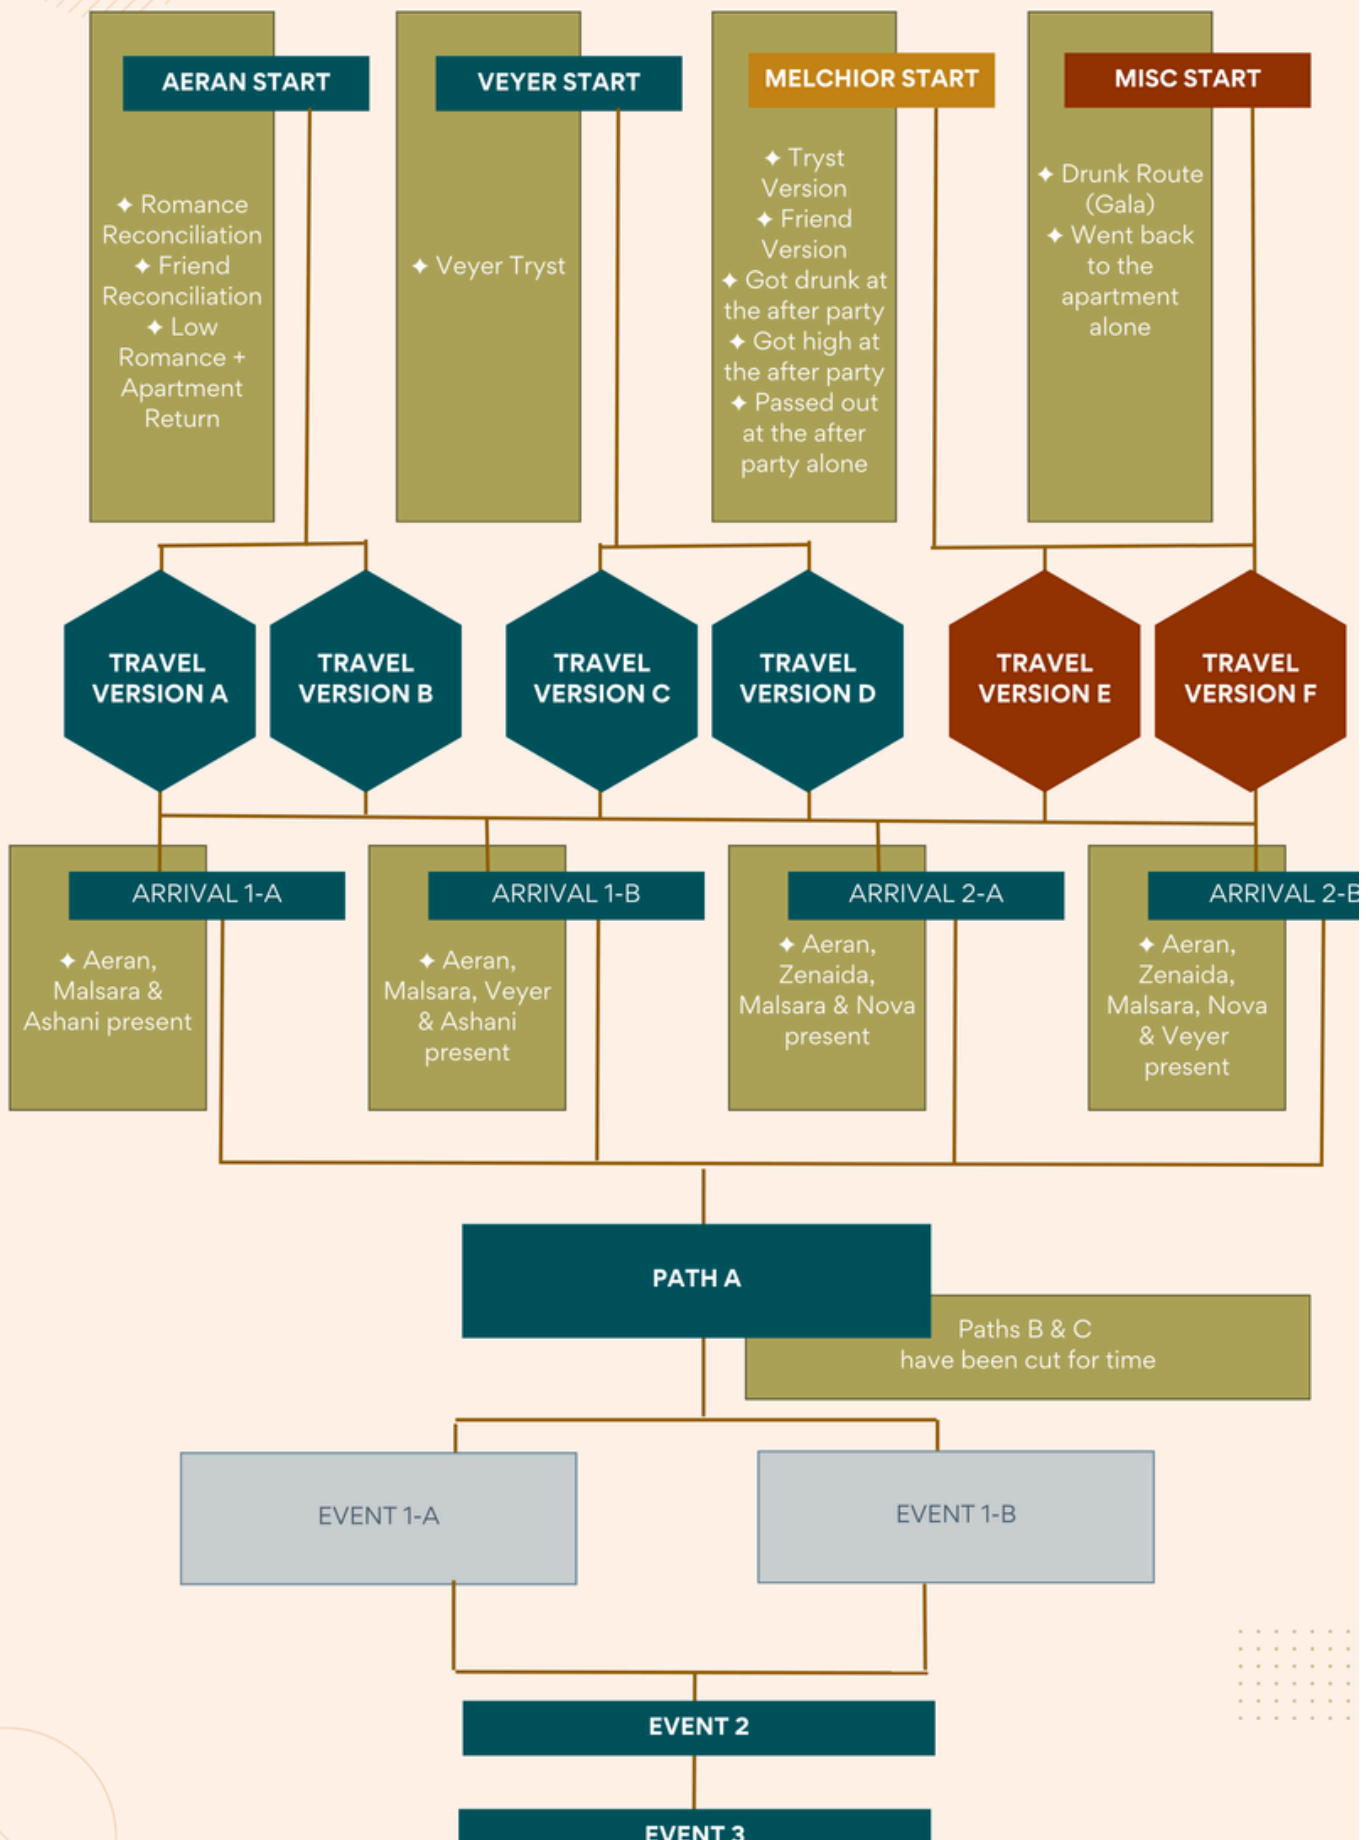 AERAN START
✦ Romance
Reconciliation
✦ Friend
Reconciliation
✦ Low
Romance +
Apartment
Return
VEYER START
✦ Veyer Tryst
MELCHIOR START
✦ Tryst
Version
✦ Friend
Version
✦ Got drunk at
the after party
✦ Got high at
the after party
✦ Passed out
at the after
party alone
MISC START
✦ Drunk Route
(Gala)
✦ Went back
to the
apartment
alone
TRAVEL
VERSION A
TRAVEL
VERSION B
TRAVEL
VERSION C
TRAVEL
VERSION D
TRAVEL
VERSION E
TRAVEL
VERSION F
ARRIVAL 1-A
✦ Aeran,
Malsara &
Ashani present
ARRIVAL 1-B
✦ Aeran,
Malsara, Veyer
& Ashani
present
ARRIVAL 2-A
✦ Aeran,
Zenaida,
Malsara & Nova
present
ARRIVAL 2-B
✦ Aeran,
Zenaida,
Malsara, Nova
& Veyer
present
PATH A
Paths B & C
have been cut for time
EVENT 1-A
EVENT 1-B
EVENT 2
EVENT 3